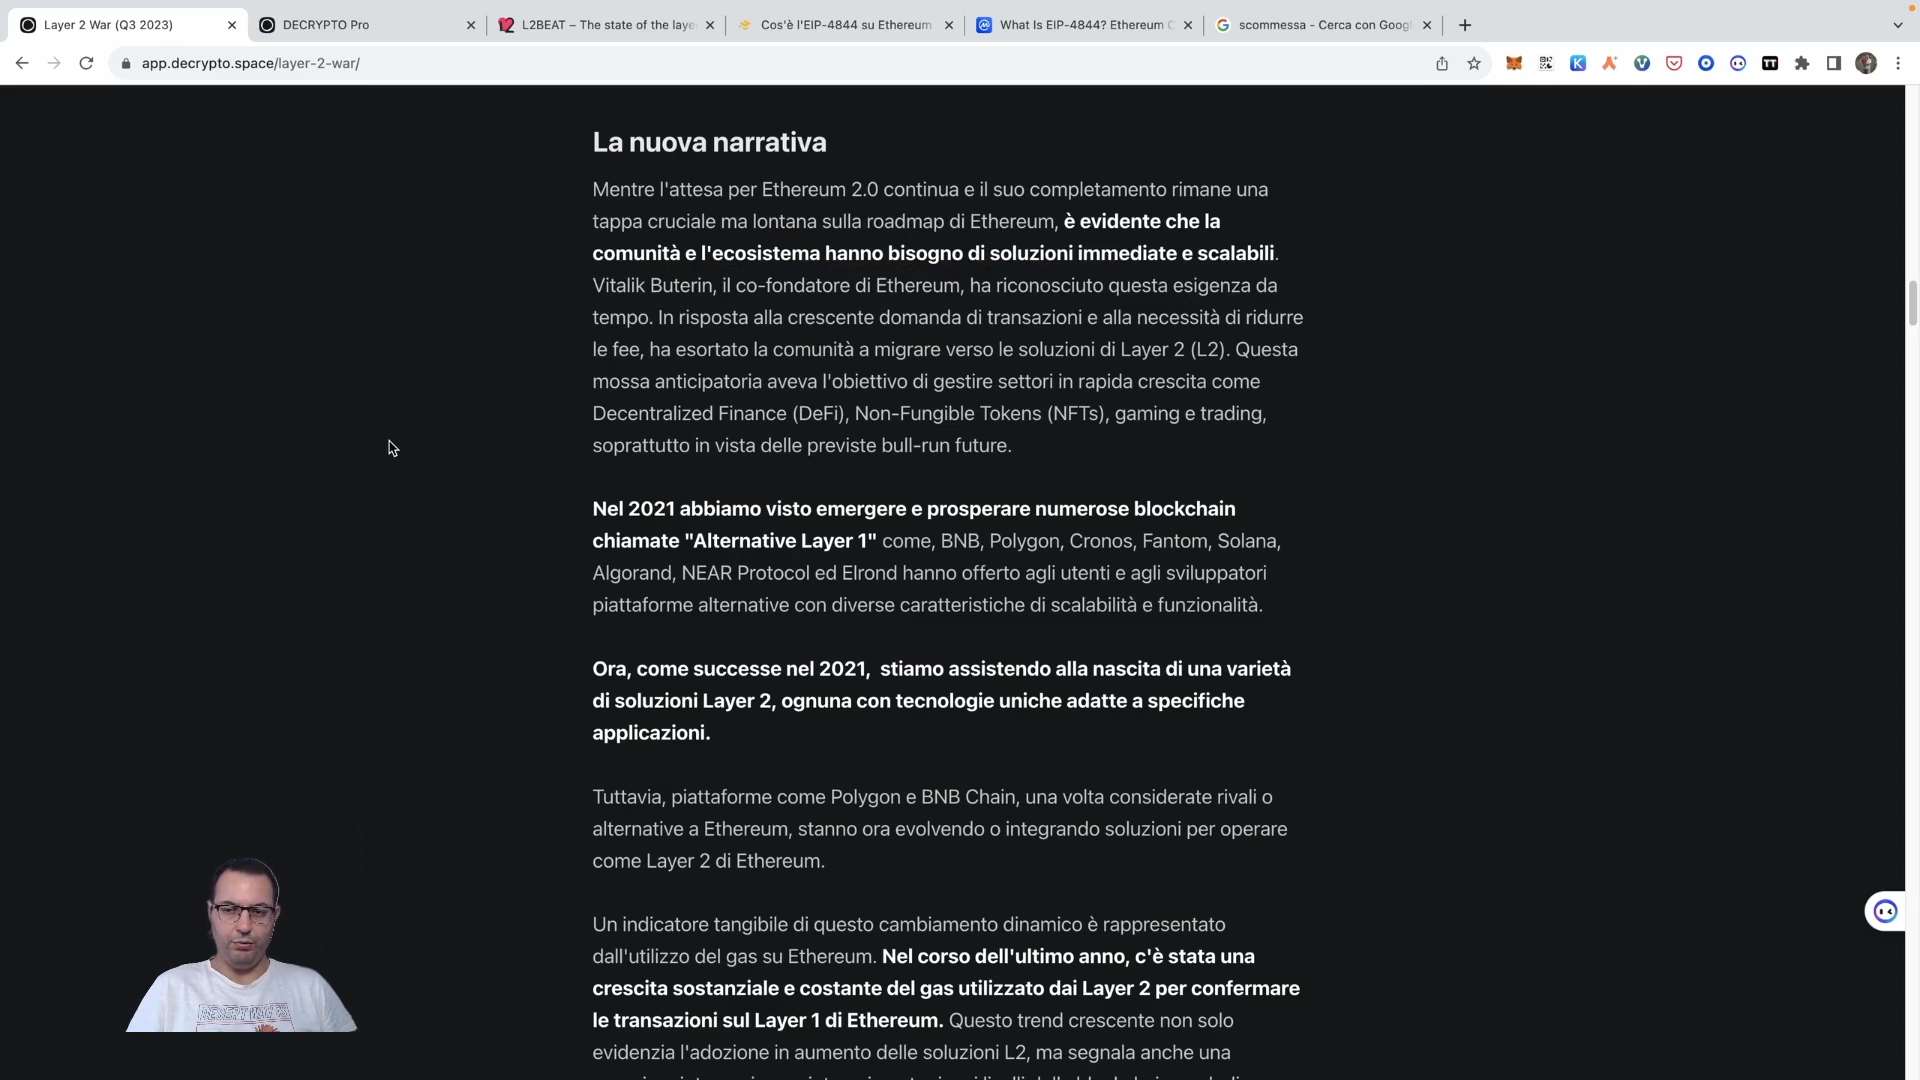 Layer 2 War (Q3 2023)
DECRYPTO Pro
L2BEAT – The state of the laye
Cos'è l'EIP-4844 su Ethereum
What Is EIP-4844? Ethereum C
scommessa - Cerca con Googl
app.decrypto.space/layer-2-war/
La nuova narrativa
Mentre l'attesa per Ethereum 2.0 continua e il suo completamento rimane una
tappa cruciale ma lontana sulla roadmap di Ethereum, è evidente che la
comunità e l'ecosistema hanno bisogno di soluzioni immediate e scalabili.
Vitalik Buterin, il co-fondatore di Ethereum, ha riconosciuto questa esigenza da
tempo. In risposta alla crescente domanda di transazioni e alla necessità di ridurre
le fee, ha esortato la comunità a migrare verso le soluzioni di Layer 2 (L2). Questa
mossa anticipatoria aveva l'obiettivo di gestire settori in rapida crescita come
Decentralized Finance (DeFi), Non-Fungible Tokens (NFTs), gaming e trading,
soprattutto in vista delle previste bull-run future.
Nel 2021 abbiamo visto emergere e prosperare numerose blockchain
chiamate "Alternative Layer 1" come, BNB, Polygon, Cronos, Fantom, Solana,
Algorand, NEAR Protocol ed Elrond hanno offerto agli utenti e agli sviluppatori
piattaforme alternative con diverse caratteristiche di scalabilità e funzionalità.
Ora, come successe nel 2021, stiamo assistendo alla nascita di una varietà
di soluzioni Layer 2, ognuna con tecnologie uniche adatte a specifiche
applicazioni.
Tuttavia, piattaforme come Polygon e BNB Chain, una volta considerate rivali o
alternative a Ethereum, stanno ora evolvendo o integrando soluzioni per operare
come Layer 2 di Ethereum.
Un indicatore tangibile di questo cambiamento dinamico è rappresentato
dall'utilizzo del gas su Ethereum. Nel corso dell'ultimo anno, c'è stata una
crescita sostanziale e costante del gas utilizzato dai Layer 2 per confermare
le transazioni sul Layer 1 di Ethereum. Questo trend crescente non solo
evidenzia l'adozione in aumento delle soluzioni L2, ma segnala anche una